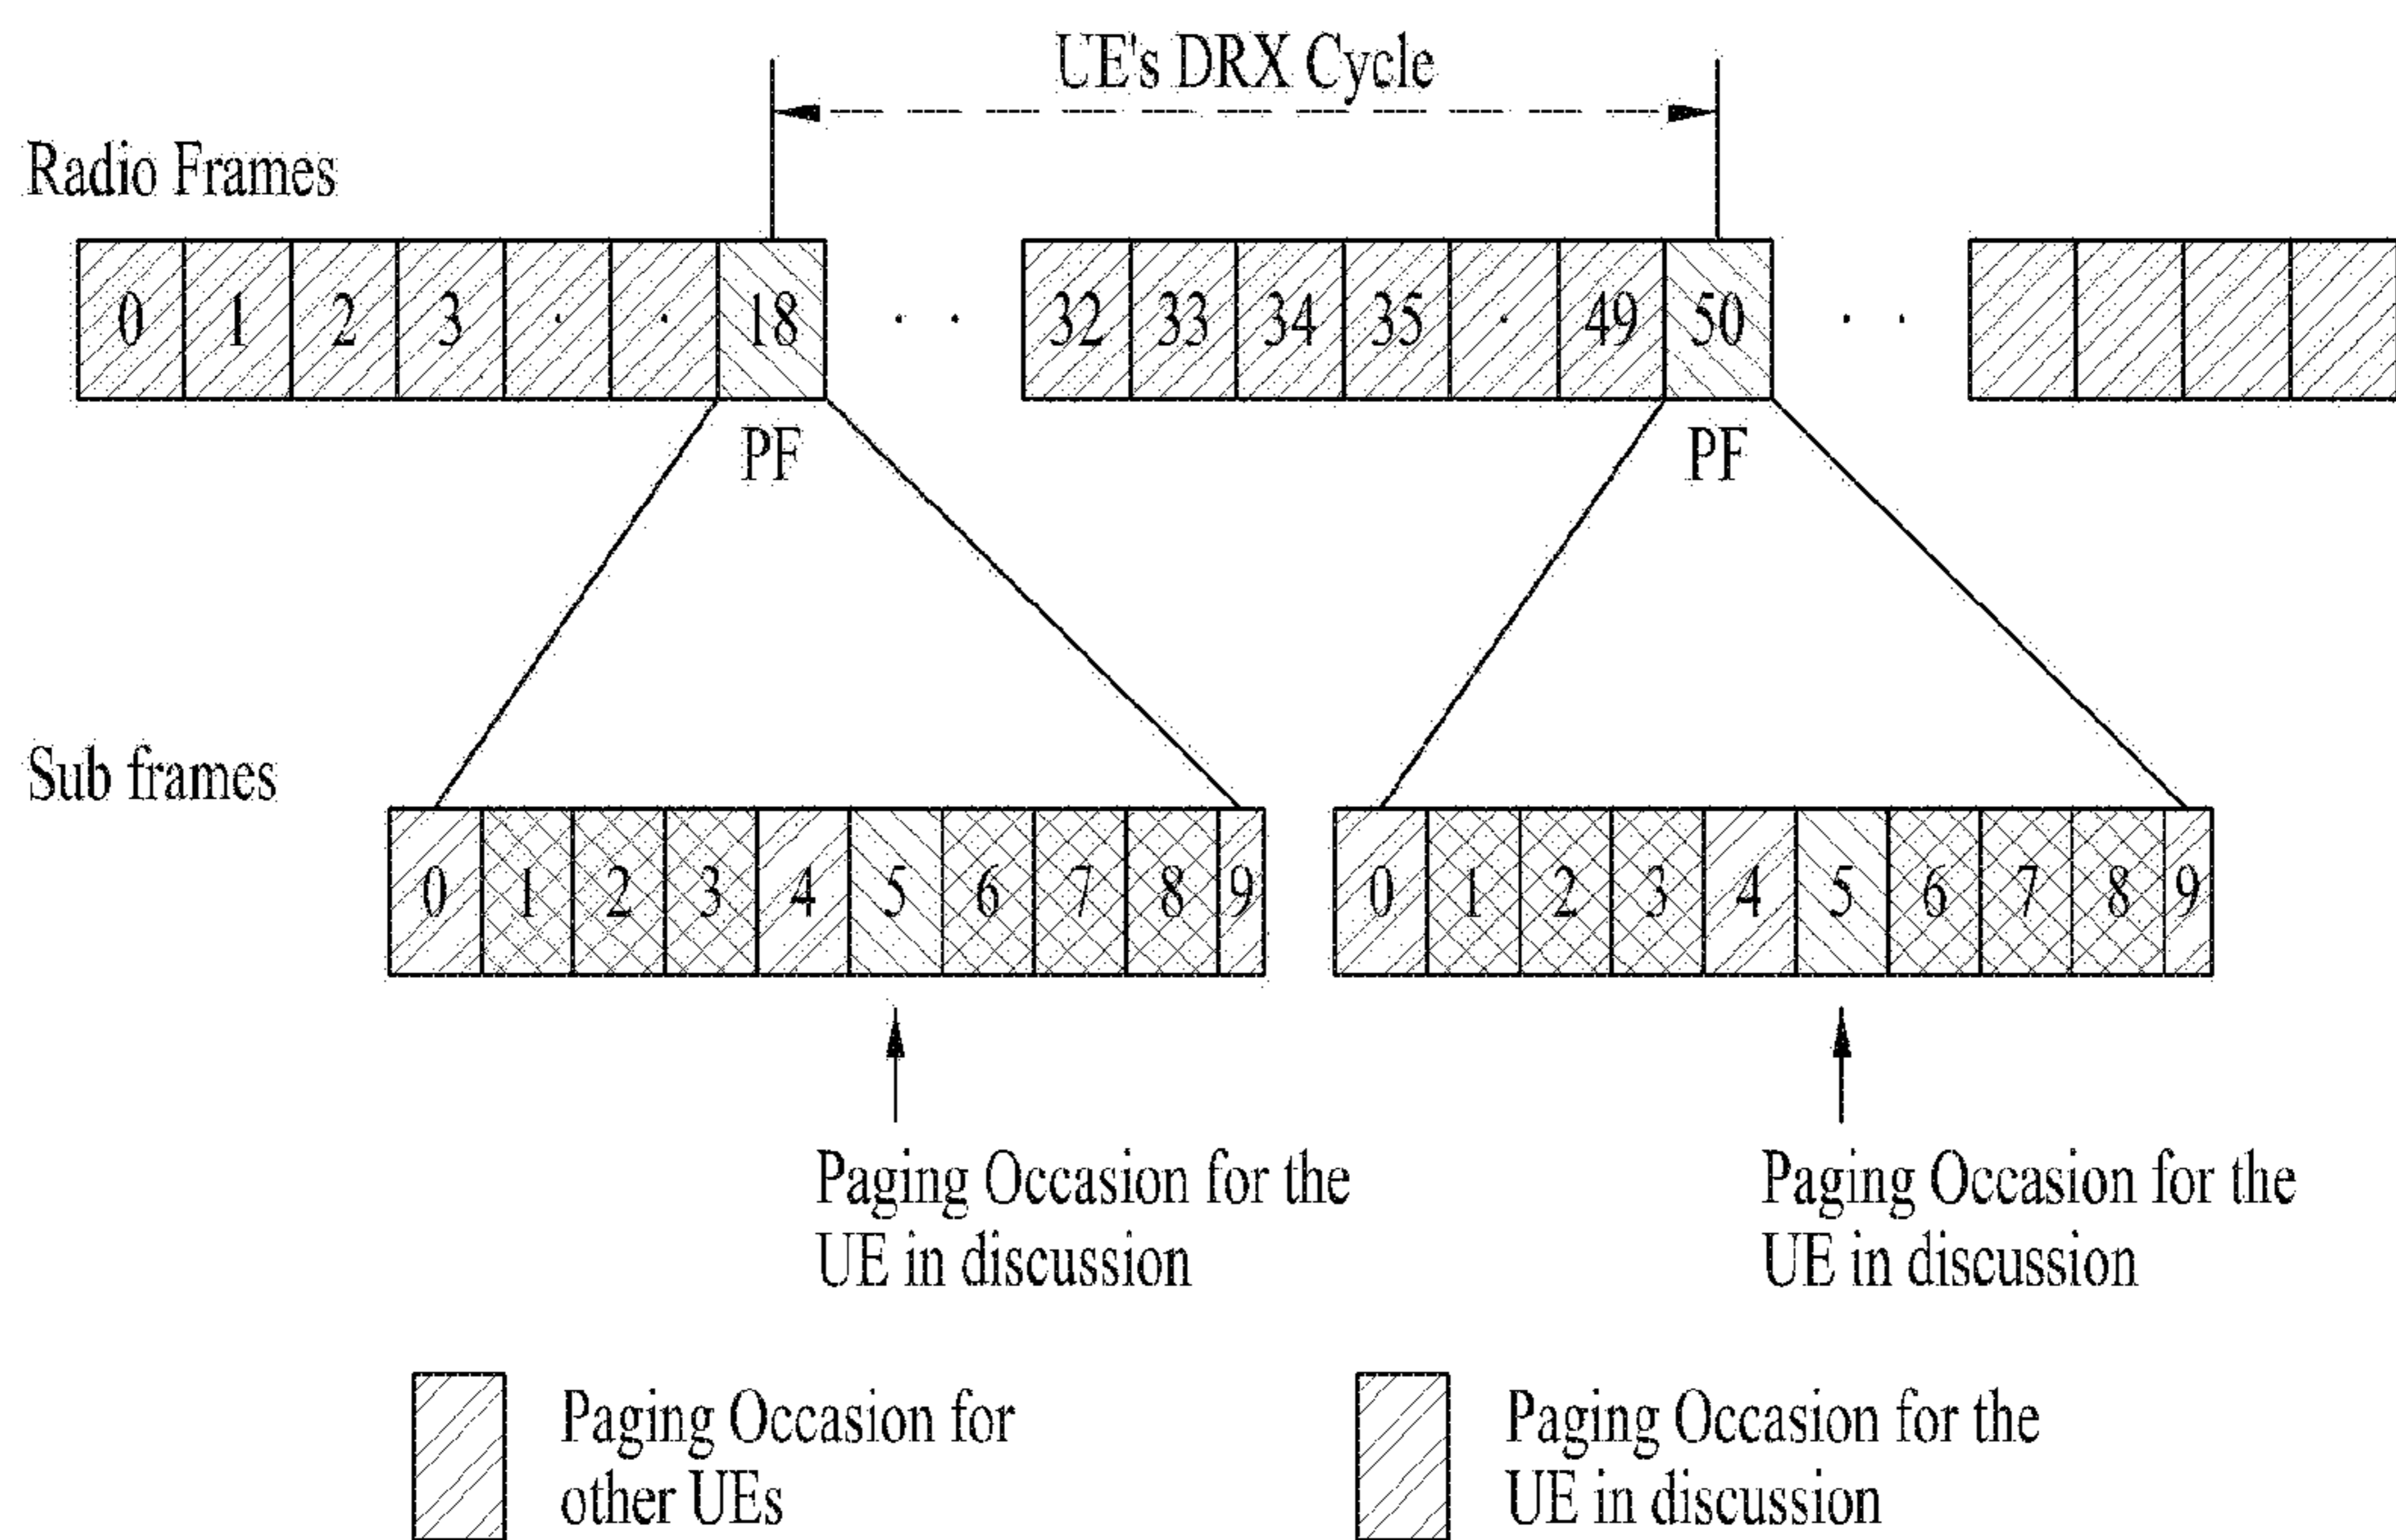 UE's DRX Cycle
Radio Frames
0 1 2 3 . . 18 . . 32 33 34 35 . 49 50 . .
PF PF
Sub frames
0 1 2 3 4 5 6 7 8 9 0 1 2 3 4 5 6 7 8 9
Paging Occasion for the
UE in discussion
Paging Occasion for the
UE in discussion
Paging Occasion for
other UEs
Paging Occasion for the
UE in discussion